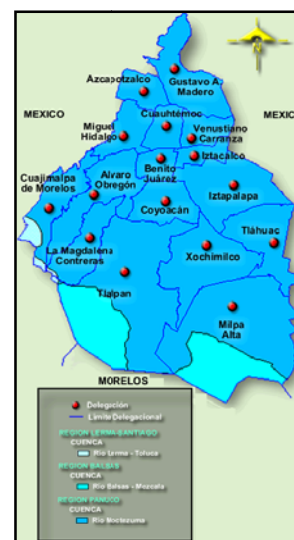 Azcapotzalco
Gustavo A.
Madero
MEXICO
MEXIC
Cuauhtémoc
Miguel
Hidalgo
Venustiano
Carranza
Iztacalco
Cuajimalpa
de Morelos
Alvaro
Obregón
Benito
Juárez
Iztapalapa
Coyoacán
Tláhuac
La Magdalena
Contreras
Xochimilco
Tlalpan
Milpa
Alta
MORELOS
Delegación
Límite Delegacional
REGION LERMA-SANTIAGO
CUENCA
Río Lerma - Toluca
REGION BALSAS
CUENCA
Río Balsas - Mezcala
REGION PANUCO
CUENCA
Río Moctezuma